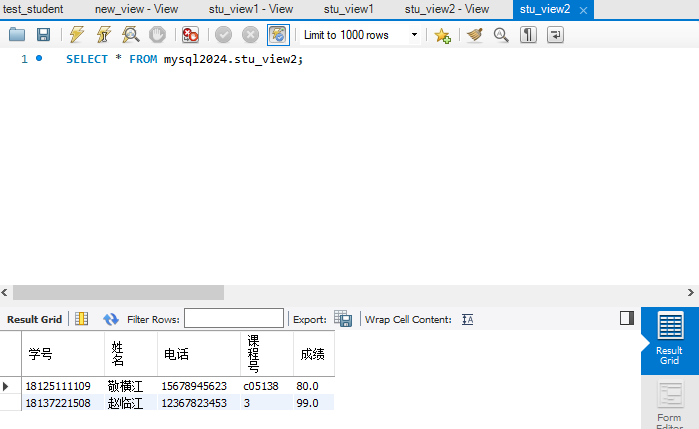 test_student new_view - View stu_view1 - View stu_view1 stu_view2 - View stu_view2
Limit to 1000 rows
1 SELECT * FROM mysql2024.stu_view2;
Result Grid Filter Rows: Export: Wrap Cell Content:
学号 姓名 电话 课程号 成绩
18125111109 敬横江 15678945623 c05138 80.0
18137221508 赵临江 12367823453 3 99.0
Result
Grid
Form
Editor